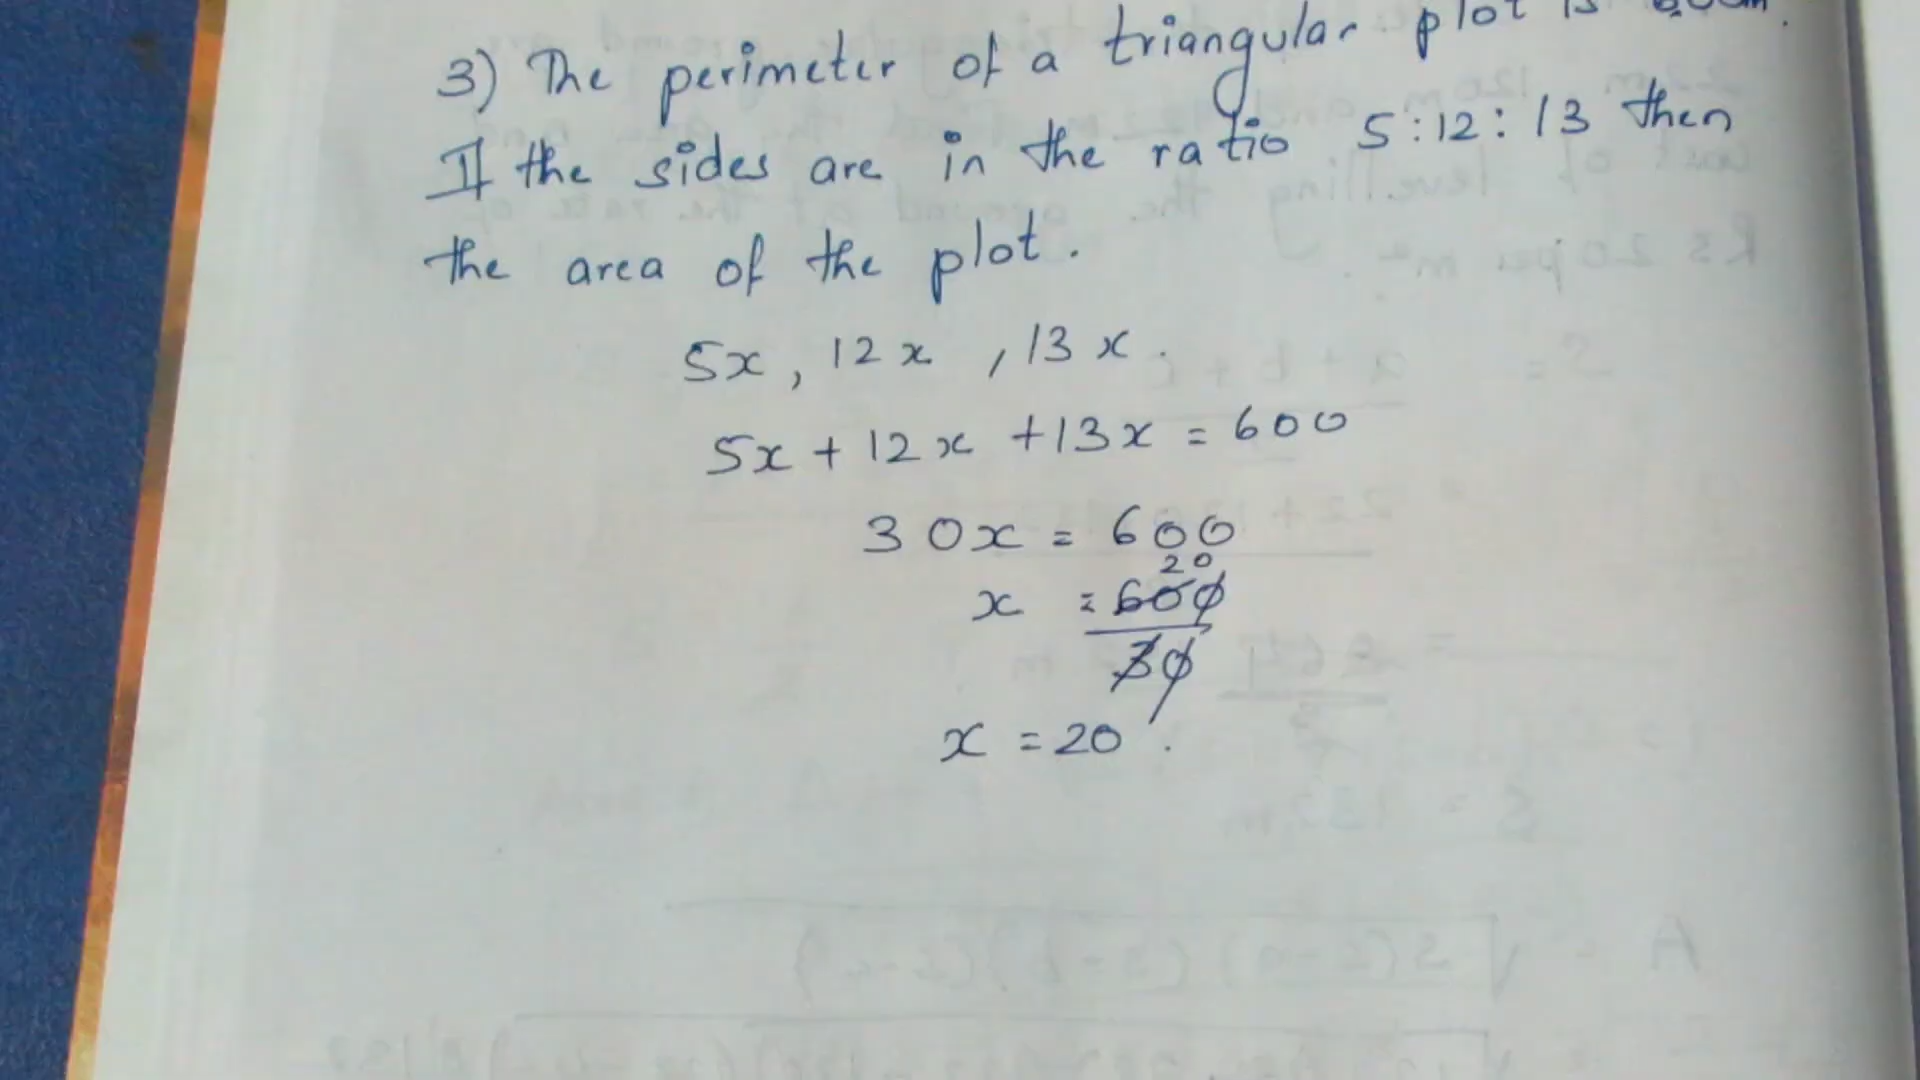 3) The perimeter of a triangular plot is
If the sides are in the ratio 5:12:13 then
the area of the plot.
5x, 12x, 13x.
5x + 12x + 13x = 600
30x = 600
20
x = 600
30
x = 20.